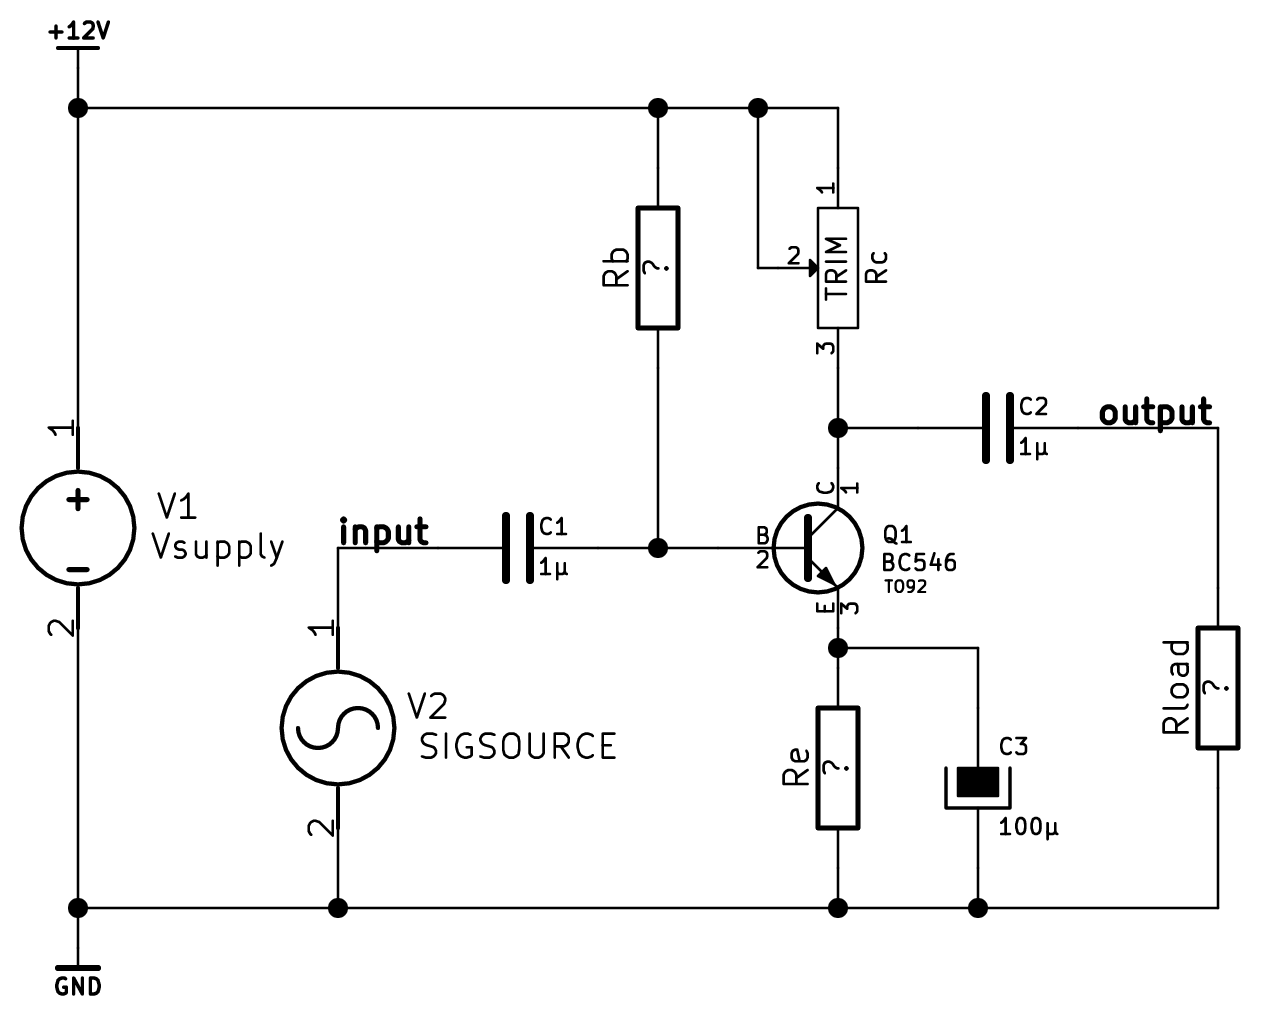 +12V
1
2
TRIM
Rc
Rb
?
3
output
C2
1µ
1
+
V1
Vsupply
−
2
input
C1
1µ
C
1
B
2
Q1
BC546
TO92
E
3
1
V2
SIGSOURCE
2
Re
?
C3
100µ
Rload
?
GND